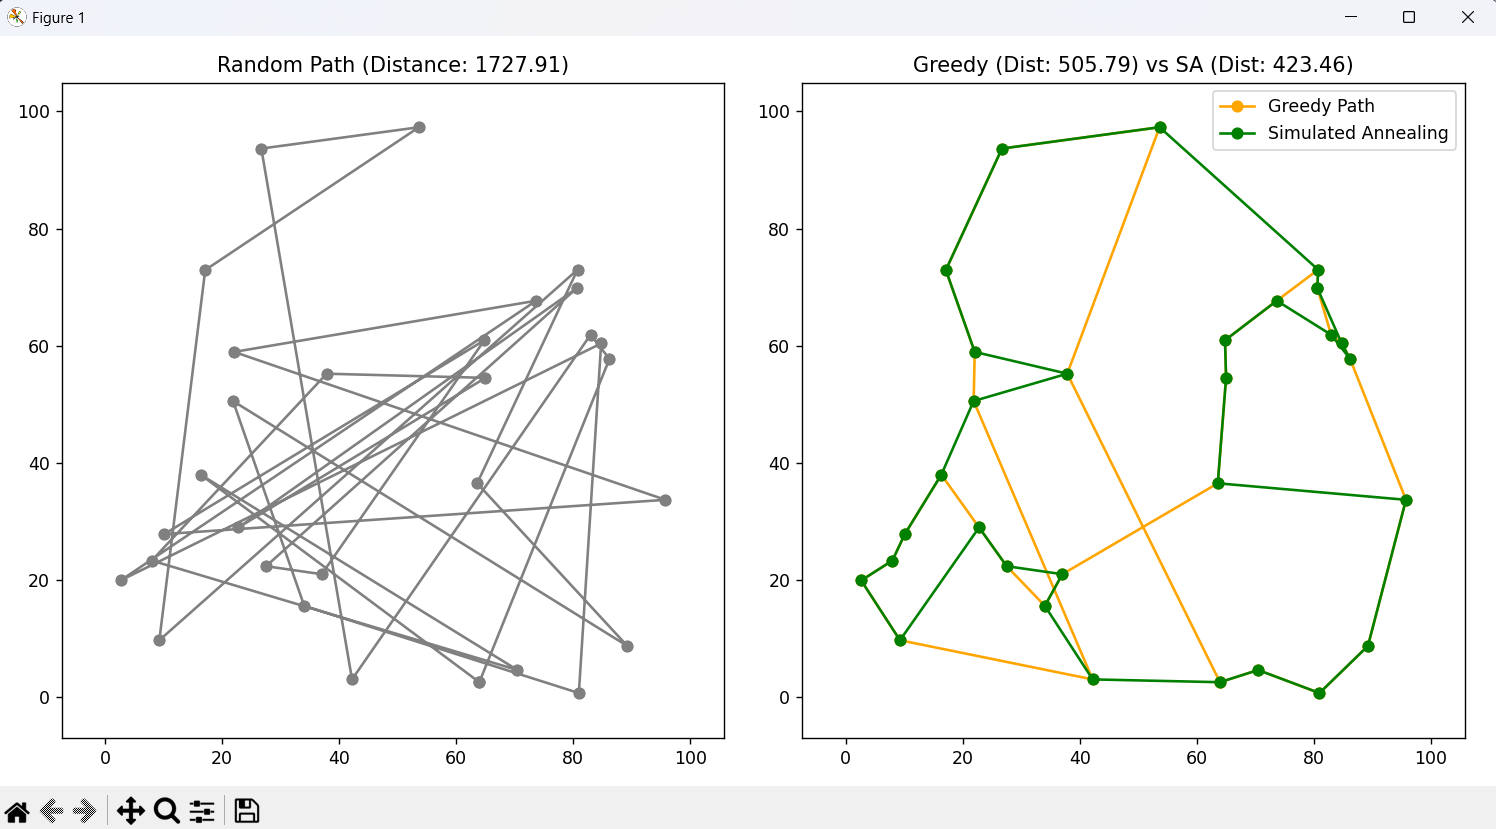 Figure 1
Random Path (Distance: 1727.91)
100
80
60
40
20
0
0 20 40 60 80 100
Greedy (Dist: 505.79) vs SA (Dist: 423.46)
Greedy Path
Simulated Annealing
100
80
60
40
20
0
0 20 40 60 80 100